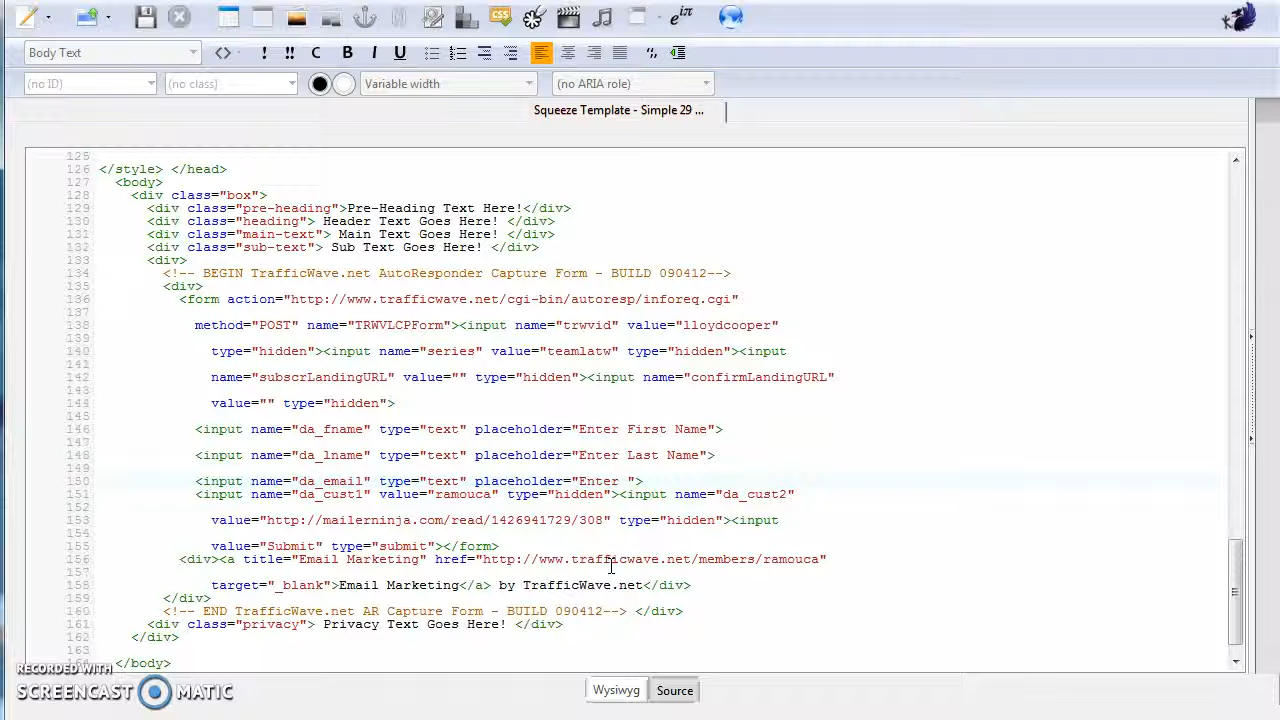 eiπ
Body Text
<> ! !! C B I U
(no ID) (no class) Variable width (no ARIA role)
Squeeze Template - Simple 29 ...
125
126 </style> </head>
127 <body>
128 <div class="box">
129 <div class="pre-heading">Pre-Heading Text Here!</div>
130 <div class="heading"> Header Text Goes Here! </div>
131 <div class="main-text"> Main Text Goes Here! </div>
132 <div class="sub-text"> Sub Text Goes Here! </div>
133 <div>
134 <!-- BEGIN TrafficWave.net AutoResponder Capture Form - BUILD 090412-->
135 <div>
136 <form action="http://www.trafficwave.net/cgi-bin/autoresp/inforeq.cgi"
137
138 method="POST" name="TRWVLCPForm"><input name="trwvid" value="lloydcooper"
139
140 type="hidden"><input name="series" value="teamlatw" type="hidden"><input
141
142 name="subscrLandingURL" value="" type="hidden"><input name="confirmLandingURL"
143
144 value="" type="hidden">
145
146 <input name="da_fname" type="text" placeholder="Enter First Name">
147
148 <input name="da_lname" type="text" placeholder="Enter Last Name">
149
150 <input name="da_email" type="text" placeholder="Enter ">
151 <input name="da_cust1" value="ramouca" type="hidden"><input name="da_cust2"
152
153 value="http://mailerninja.com/read/1426941729/308" type="hidden"><input
154
155 value="Submit" type="submit"></form>
156 <div><a title="Email Marketing" href="http://www.trafficwave.net/members/ramouca"
157
158 target="_blank">Email Marketing</a> by TrafficWave.net</div>
159 </div>
160 <!-- END TrafficWave.net AR Capture Form - BUILD 090412--> </div>
161 <div class="privacy"> Privacy Text Goes Here! </div>
162 </div>
163
164 </body>
RECORDED WITH
SCREENCAST MATIC
Wysiwyg Source